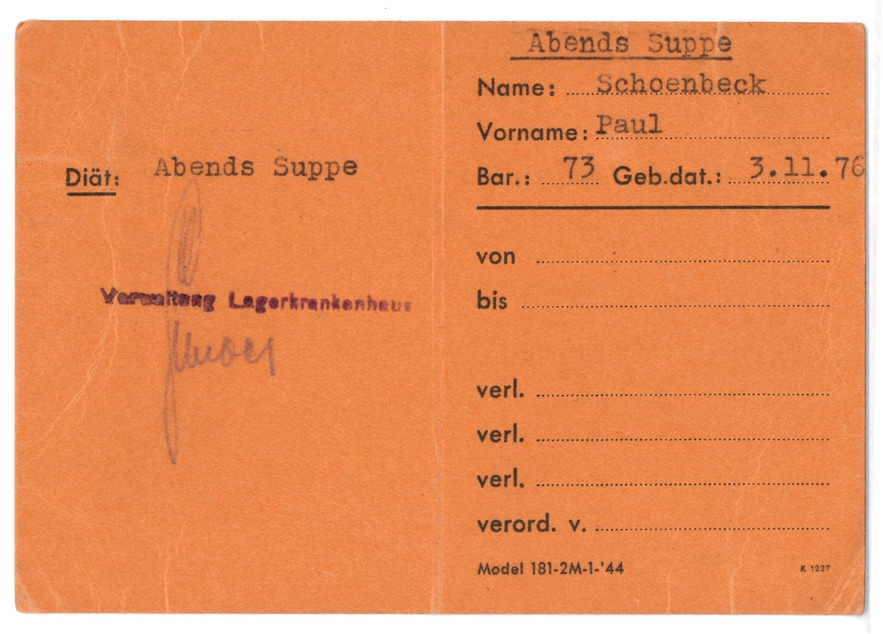 Diät: Abends Suppe
Verwaltung Lagerkrankenhaus
Abends Suppe
Name: Schoenbeck
Vorname: Paul
Bar.: 73 Geb.dat.: 3.11.76
von
bis
verl.
verl.
verl.
verord. v.
Model 181-2M-1-'44
K 1227